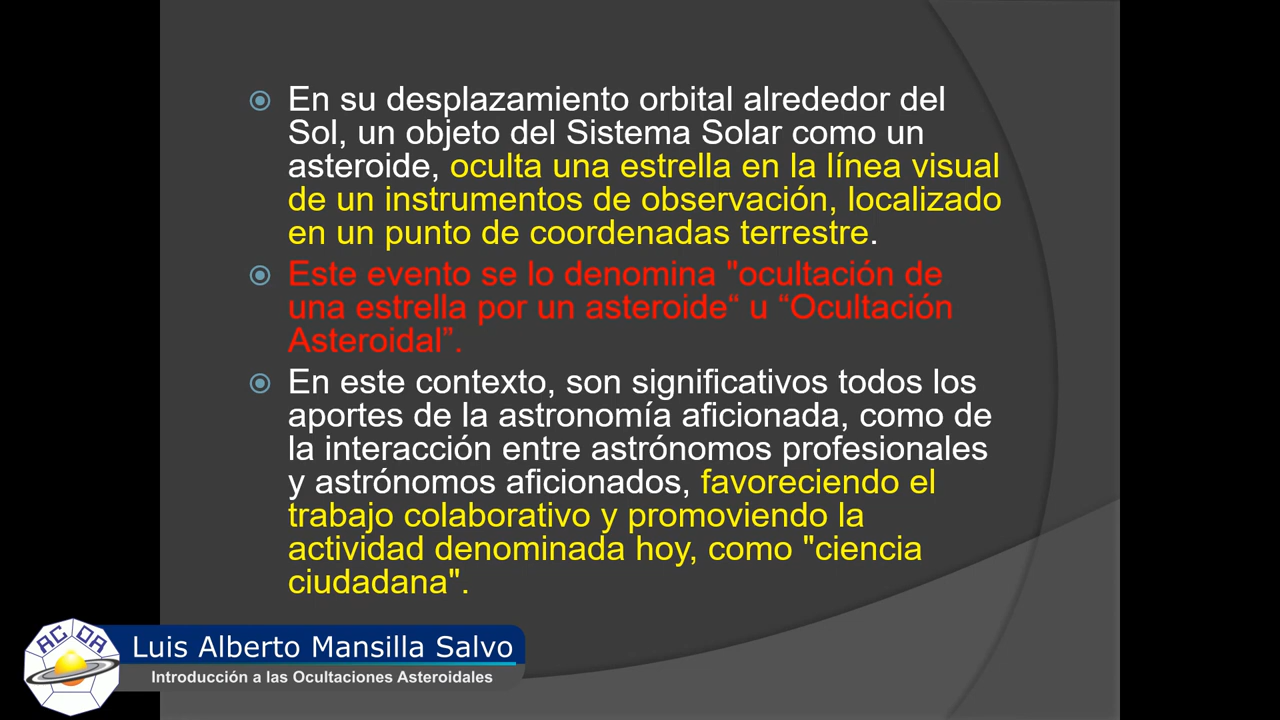 En su desplazamiento orbital alrededor del
Sol, un objeto del Sistema Solar como un
asteroide, oculta una estrella en la línea visual
de un instrumentos de observación, localizado
en un punto de coordenadas terrestre.
Este evento se lo denomina "ocultación de
una estrella por un asteroide“ u “Ocultación
Asteroidal”.
En este contexto, son significativos todos los
aportes de la astronomía aficionada, como de
la interacción entre astrónomos profesionales
y astrónomos aficionados, favoreciendo el
trabajo colaborativo y promoviendo la
actividad denominada hoy, como "ciencia
ciudadana".
AC DA
Luis Alberto Mansilla Salvo
Introducción a las Ocultaciones Asteroidales